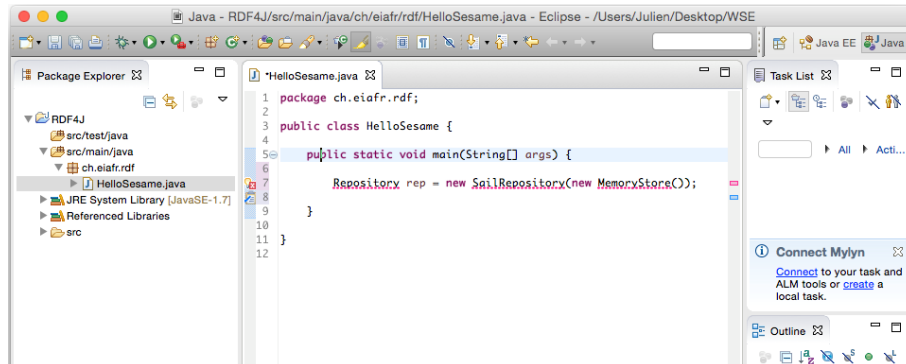 Java - RDF4J/src/main/java/ch/eiafr/rdf/HelloSesame.java - Eclipse - /Users/Julien/Desktop/WSE
Java EE
Java
Package Explorer
RDF4J
src/test/java
src/main/java
ch.eiafr.rdf
HelloSesame.java
JRE System Library [JavaSE-1.7]
Referenced Libraries
src
*HelloSesame.java
1 package ch.eiafr.rdf;
2
3 public class HelloSesame {
4
5 public static void main(String[] args) {
6
7 Repository rep = new SailRepository(new MemoryStore());
8
9 }
10
11 }
12
Task List
All
Acti...
Connect Mylyn
Connect to your task and
ALM tools or create a
local task.
Outline